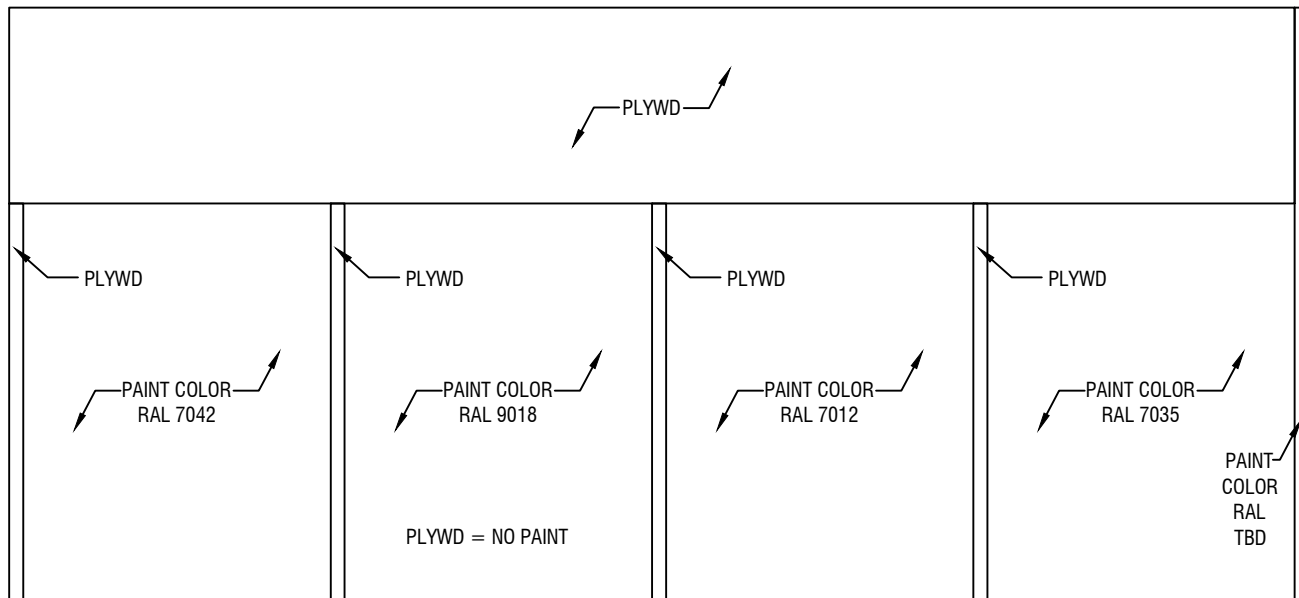 PLYWD
PLYWD
PLYWD
PLYWD
PLYWD
PAINT COLOR
RAL 7042
PAINT COLOR
RAL 9018
PAINT COLOR
RAL 7012
PAINT COLOR
RAL 7035
PAINT
COLOR
RAL
TBD
PLYWD = NO PAINT